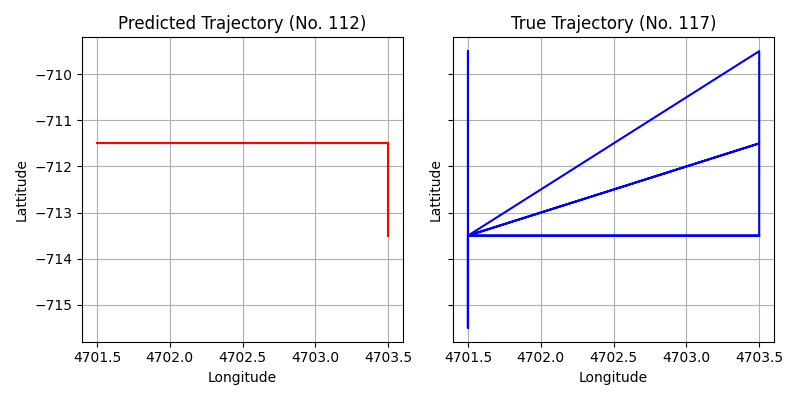 Predicted Trajectory (No. 112)
True Trajectory (No. 117)
−710
−711
−712
−713
−714
−715
Lattitude
Lattitude
4701.5 4702.0 4702.5 4703.0 4703.5
4701.5 4702.0 4702.5 4703.0 4703.5
Longitude
Longitude